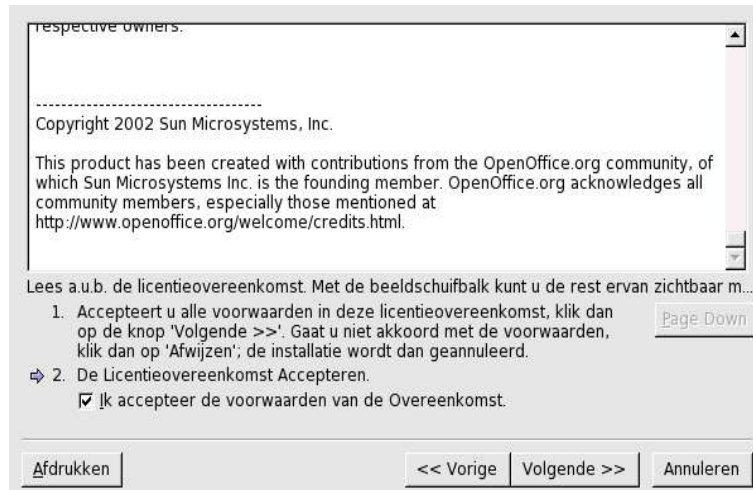 respective owners.
-----------------------------------
Copyright 2002 Sun Microsystems, Inc.
This product has been created with contributions from the OpenOffice.org community, of
which Sun Microsystems Inc. is the founding member. OpenOffice.org acknowledges all
community members, especially those mentioned at
http://www.openoffice.org/welcome/credits.html.
Lees a.u.b. de licentieovereenkomst. Met de beeldschuifbalk kunt u de rest ervan zichtbaar m...
1. Accepteert u alle voorwaarden in deze licentieovereenkomst, klik dan
op de knop 'Volgende >>'. Gaat u niet akkoord met de voorwaarden,
klik dan op 'Afwijzen'; de installatie wordt dan geannuleerd.
Page Down
2. De Licentieovereenkomst Accepteren.
Ik accepteer de voorwaarden van de Overeenkomst.
Afdrukken
<< Vorige
Volgende >>
Annuleren